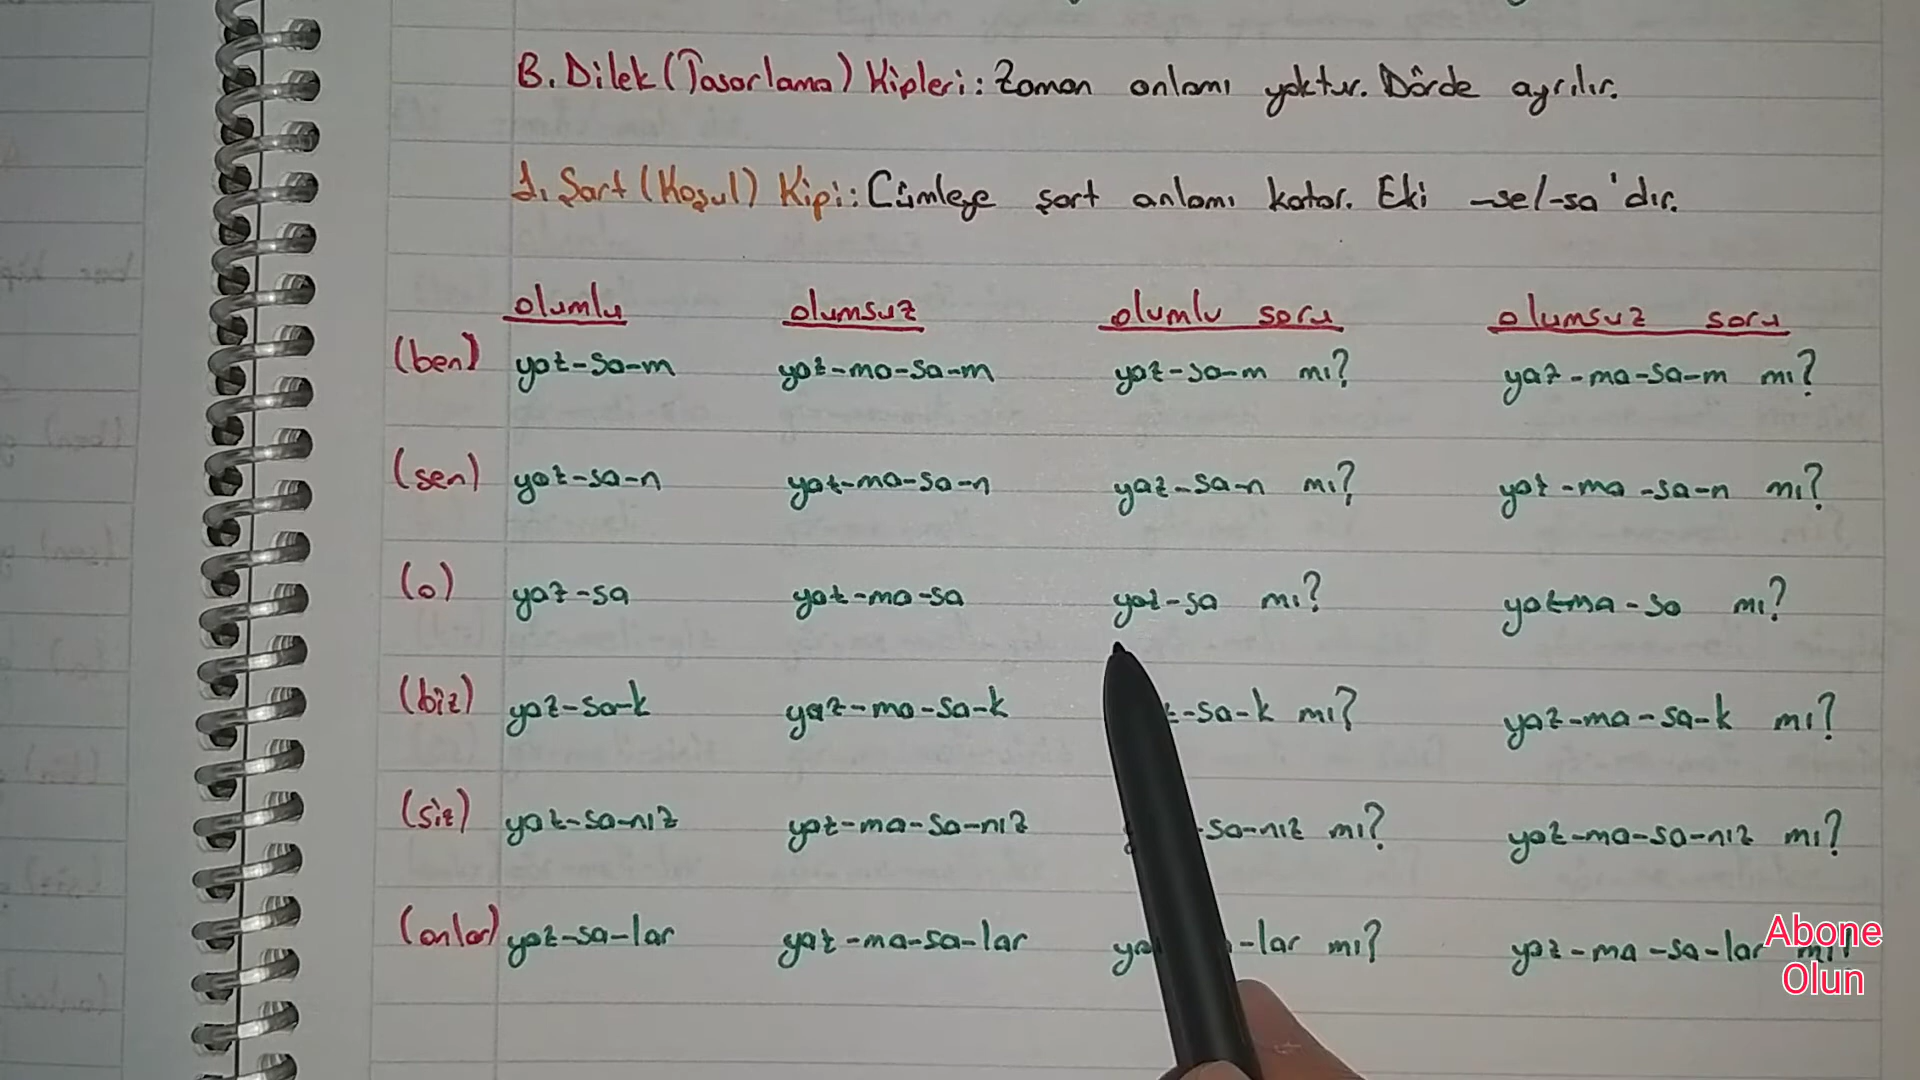 B. Dilek (Tasarlama) Kipleri: Zaman anlamı yoktur. Dörde ayrılır.
1. Şart (Koşul) Kipi: Cümleye şart anlamı katar. Eki -se/-sa'dır.
olumlu olumsuz olumlu soru olumsuz soru
(ben) yaz-sa-m yaz-ma-sa-m yaz-sa-m mı? yaz-ma-sa-m mı?
(sen) yaz-sa-n yaz-ma-sa-n yaz-sa-n mı? yaz-ma-sa-n mı?
(o) yaz-sa yaz-ma-sa yaz-sa mı? yazma-sa mı?
(biz) yaz-sa-k yaz-ma-sa-k -sa-k mı? yaz-ma-sa-k mı?
(siz) yaz-sa-nız yaz-ma-sa-nız -sa-nız mı? yaz-ma-sa-nız mı?
(onlar) yaz-sa-lar yaz-ma-sa-lar -lar mı? yaz-ma-sa-lar mı?
Abone
Olun